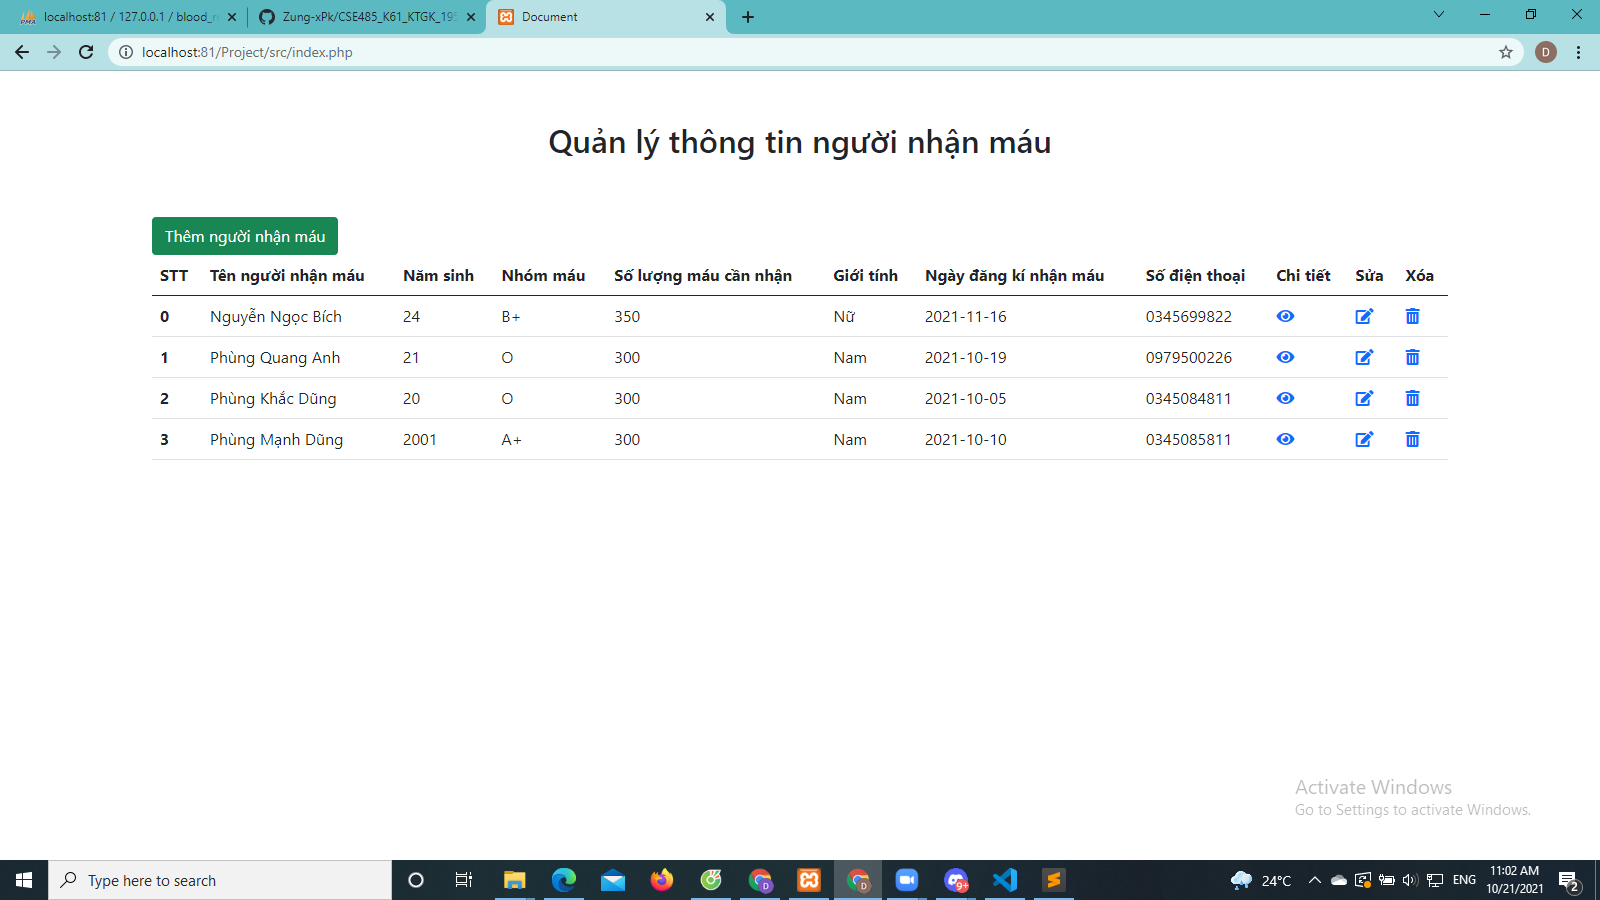 localhost:81 / 127.0.0.1 / blood_r
Zung-xPk/CSE485_K61_KTGK_195
Document
localhost:81/Project/src/index.php
D
Quản lý thông tin người nhận máu
Thêm người nhận máu
STT Tên người nhận máu Năm sinh Nhóm máu Số lượng máu cần nhận Giới tính Ngày đăng kí nhận máu Số điện thoại Chi tiết Sửa Xóa
0 Nguyễn Ngọc Bích 24 B+ 350 Nữ 2021-11-16 0345699822
1 Phùng Quang Anh 21 O 300 Nam 2021-10-19 0979500226
2 Phùng Khắc Dũng 20 O 300 Nam 2021-10-05 0345084811
3 Phùng Mạnh Dũng 2001 A+ 300 Nam 2021-10-10 0345085811
Activate Windows
Go to Settings to activate Windows.
Type here to search
D
D
9+
24°C
ENG
11:02 AM
10/21/2021
2